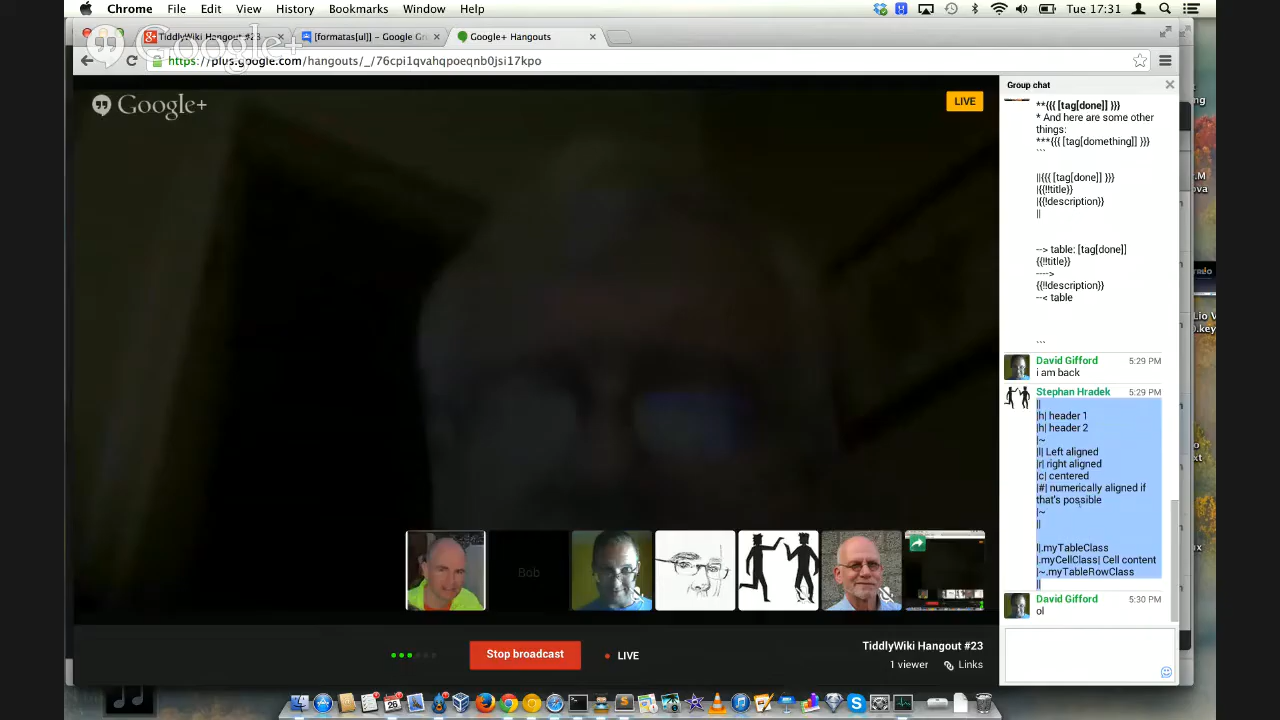 Chrome File Edit View History Bookmarks Window Help
Tue 17:31
TiddlyWiki Hangout #23
[formatas[ul]] – Google Gr
Google+ Hangouts
Google+
https://plus.google.com/hangouts/_/76cpi1qvahqpieqnb0jsi17kpo
Google+
LIVE
Group chat
**{{{ [tag[done]] }}}
* And here are some other
things:
***{{{ [tag[domething]] }}}
```
||{{{ [tag[done]] }}}
|{{!!title}}
|{{!!description}}
||
--> table: [tag[done]]
{{!!title}}
---->
{{!!description}}
--< table
```
David Gifford 5:29 PM
i am back
Stephan Hradek 5:29 PM
||
|h| header 1
|h| header 2
|~
|l| Left aligned
|r| right aligned
|c| centered
|#| numerically aligned if
that's possible
|~
||
||.myTableClass
|.myCellClass| Cell content
|~.myTableRowClass
||
David Gifford 5:30 PM
ol
Bob
Stop broadcast
LIVE
TiddlyWiki Hangout #23
1 viewer
Links